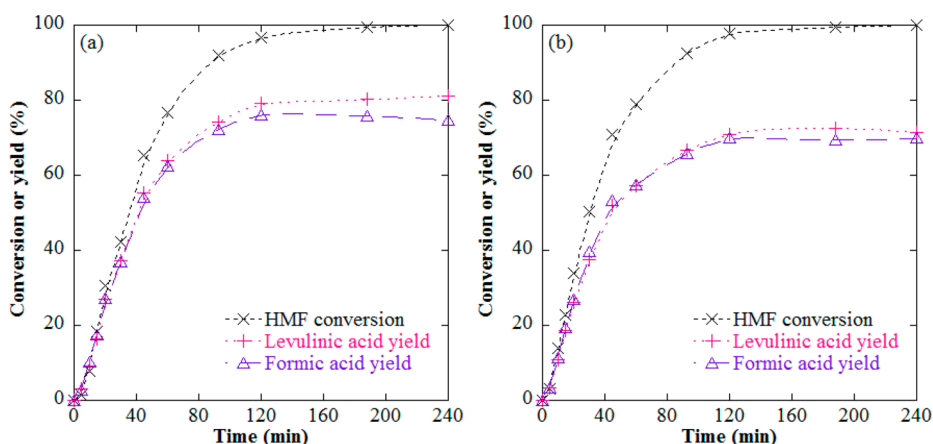 (a)
Conversion or yield (%)
100
80
60
40
20
0
HMF conversion
Levulinic acid yield
Formic acid yield
0 40 80 120 160 200 240
Time (min)
(b)
Conversion or yield (%)
100
80
60
40
20
0
HMF conversion
Levulinic acid yield
Formic acid yield
0 40 80 120 160 200 240
Time (min)